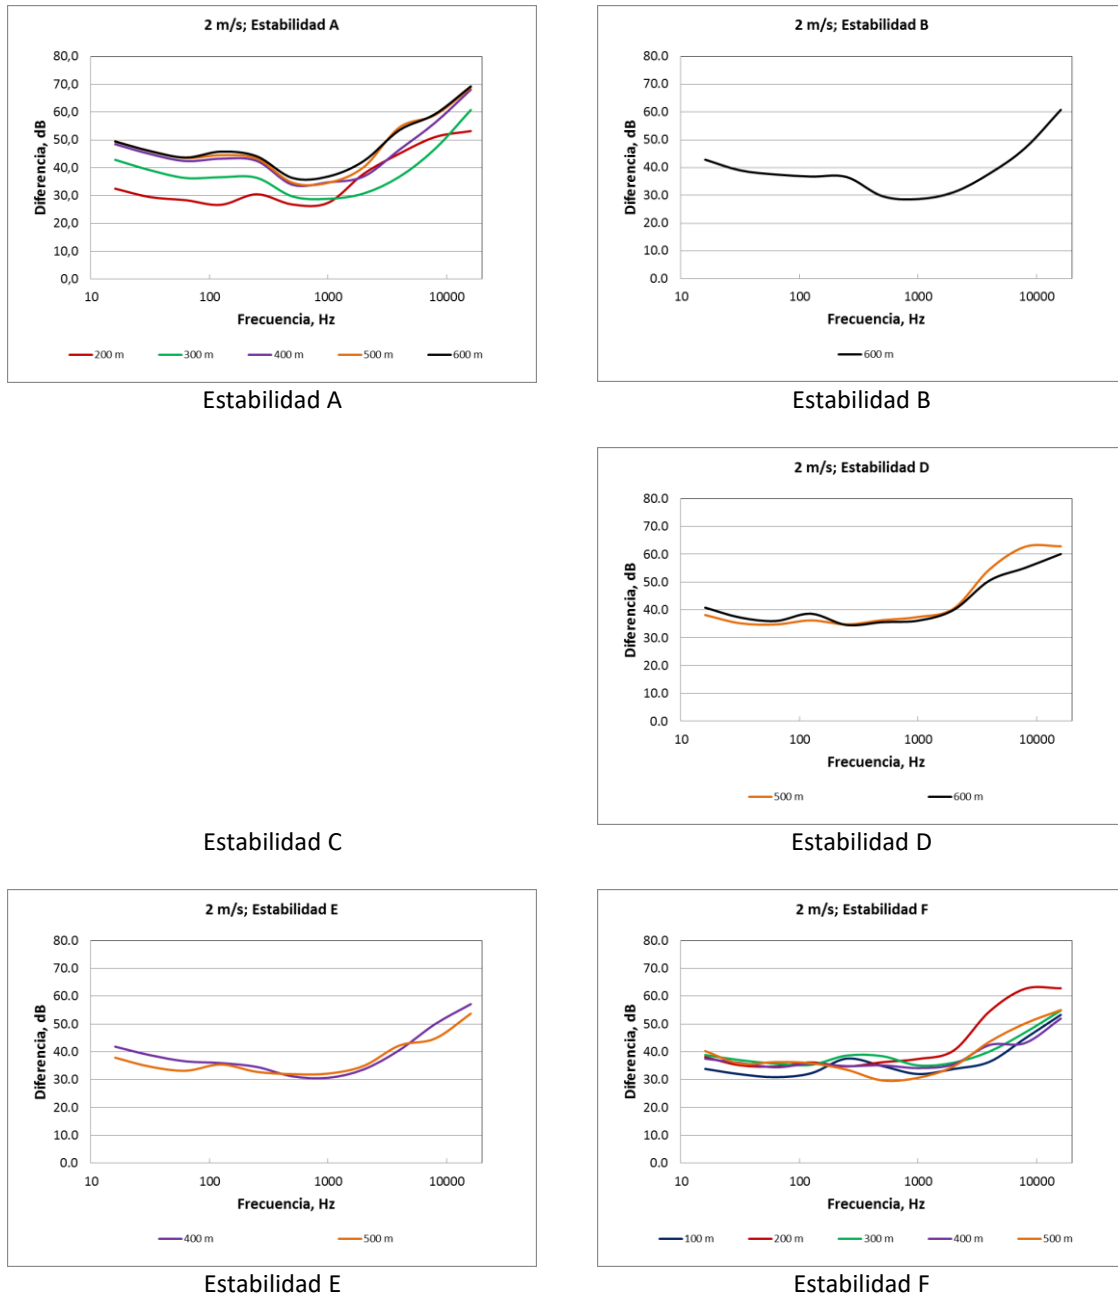 2 m/s; Estabilidad A
80,0
70,0
60,0
50,0
40,0
30,0
20,0
10,0
0,0
Diferencia, dB
10 100 1000 10000
Frecuencia, Hz
200 m 300 m 400 m 500 m 600 m
Estabilidad A
2 m/s; Estabilidad B
80,0
70,0
60,0
50,0
40,0
30,0
20,0
10,0
0,0
Diferencia, dB
10 100 1000 10000
Frecuencia, Hz
600 m
Estabilidad B
Estabilidad C
2 m/s; Estabilidad D
80.0
70.0
60.0
50.0
40.0
30.0
20.0
10.0
0.0
Diferencia, dB
10 100 1000 10000
Frecuencia, Hz
500 m 600 m
Estabilidad D
2 m/s; Estabilidad E
80.0
70.0
60.0
50.0
40.0
30.0
20.0
10.0
0.0
Diferencia, dB
10 100 1000 10000
Frecuencia, Hz
400 m 500 m
Estabilidad E
2 m/s; Estabilidad F
80.0
70.0
60.0
50.0
40.0
30.0
20.0
10.0
0.0
Diferencia, dB
10 100 1000 10000
Frecuencia, Hz
100 m 200 m 300 m 400 m 500 m
Estabilidad F